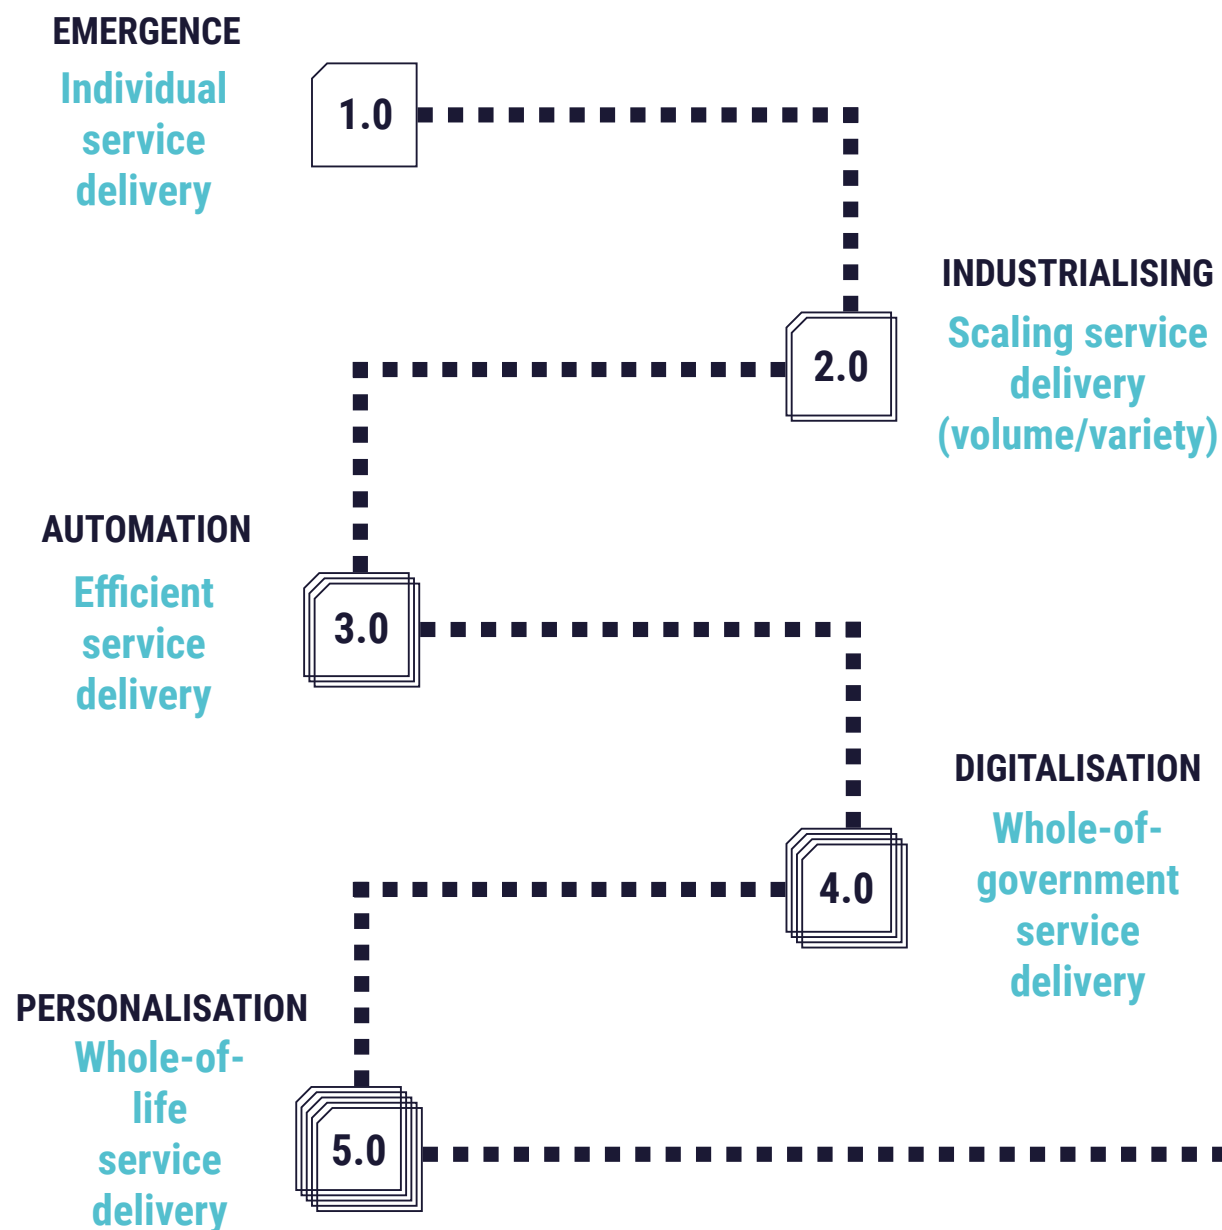 EMERGENCE
Individual
service
delivery
1.0
INDUSTRIALISING
Scaling service
delivery
(volume/variety)
2.0
AUTOMATION
Efficient
service
delivery
3.0
DIGITALISATION
Whole-of-
government
service
delivery
4.0
PERSONALISATION
Whole-of-
life
service
delivery
5.0